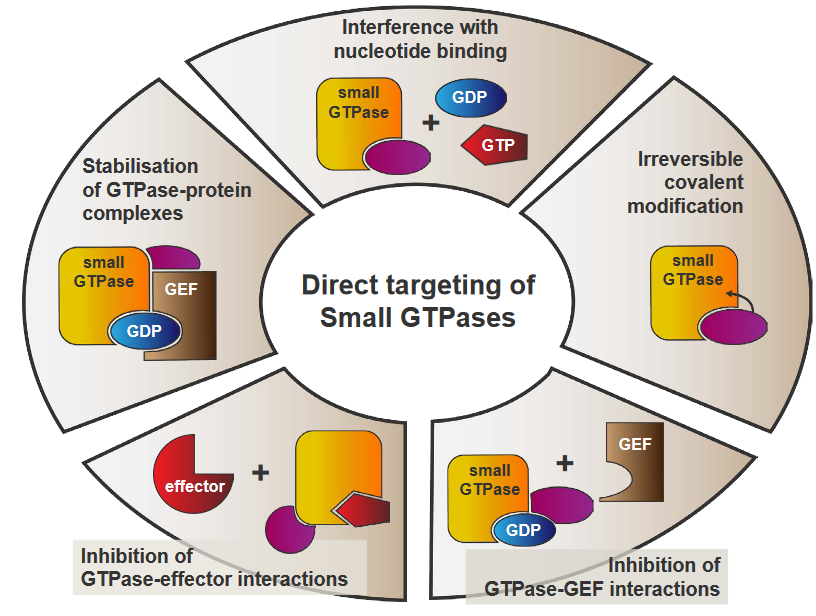 Interference with
nucleotide binding
small
GTPase
+
GDP
GTP
Irreversible
covalent
modification
small
GTPase
Stabilisation
of GTPase-protein
complexes
small
GTPase
GEF
GDP
Direct targeting of
Small GTPases
effector
+
Inhibition of
GTPase-effector interactions
small
GTPase
+
GEF
GDP
Inhibition of
GTPase-GEF interactions